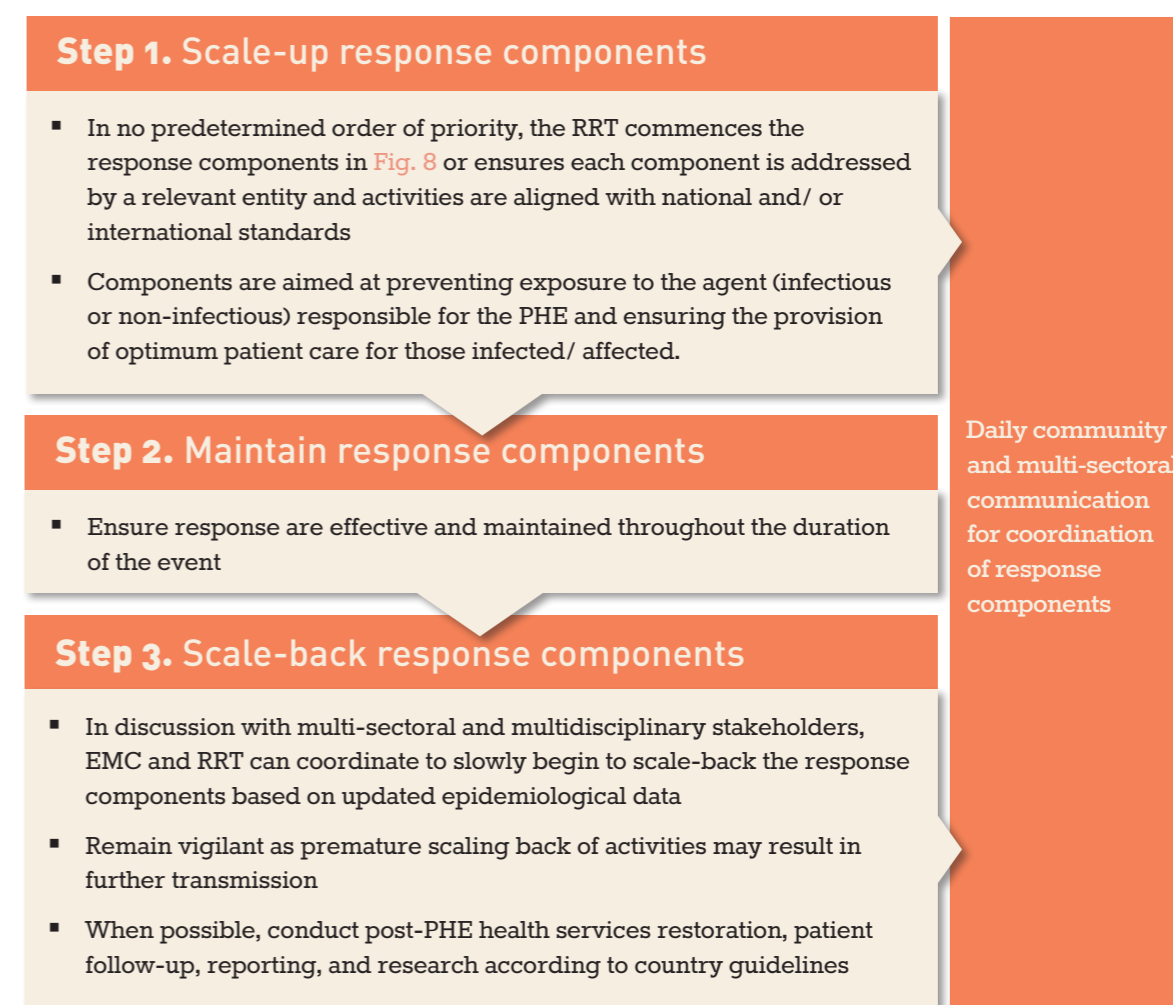 Step 1. Scale-up response components
▪ In no predetermined order of priority, the RRT commences the
response components in Fig. 8 or ensures each component is addressed
by a relevant entity and activities are aligned with national and/ or
international standards
▪ Components are aimed at preventing exposure to the agent (infectious
or non-infectious) responsible for the PHE and ensuring the provision
of optimum patient care for those infected/ affected.
Step 2. Maintain response components
▪ Ensure response are effective and maintained throughout the duration
of the event
Step 3. Scale-back response components
▪ In discussion with multi-sectoral and multidisciplinary stakeholders,
EMC and RRT can coordinate to slowly begin to scale-back the response
components based on updated epidemiological data
▪ Remain vigilant as premature scaling back of activities may result in
further transmission
▪ When possible, conduct post-PHE health services restoration, patient
follow-up, reporting, and research according to country guidelines
Daily community
and multi-sectoral
communication
for coordination
of response
components